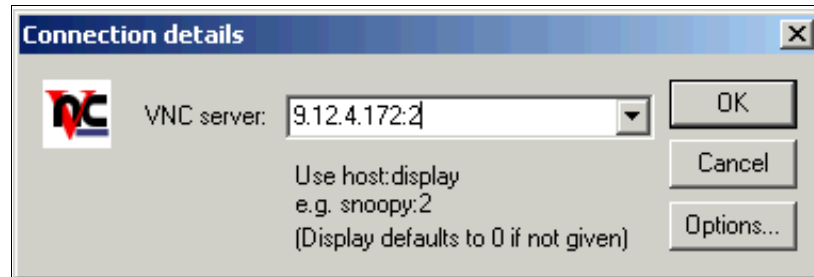 Connection details
VNC
VNC server: 9.12.4.172:2
OK
Use host:display
e.g. snoopy:2
(Display defaults to 0 if not given)
Cancel
Options...